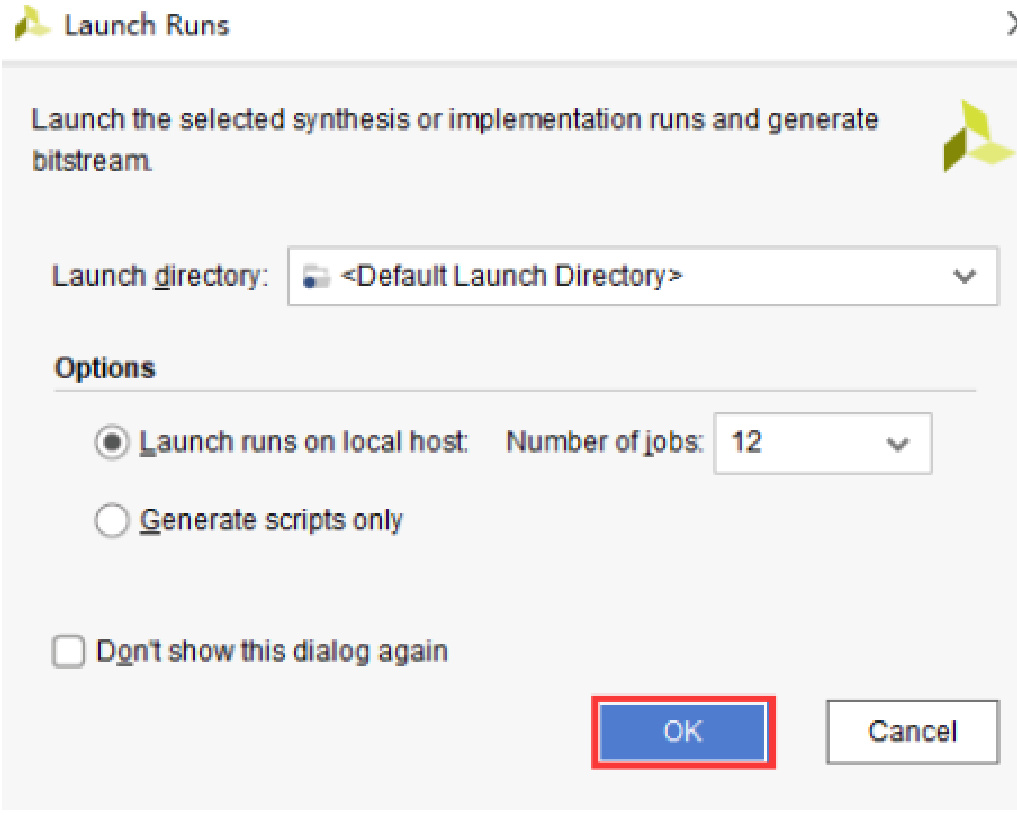 Launch Runs
Launch the selected synthesis or implementation runs and generate
bitstream.
Launch directory: <Default Launch Directory>
Options
Launch runs on local host: Number of jobs: 12
Generate scripts only
Don't show this dialog again
OK Cancel